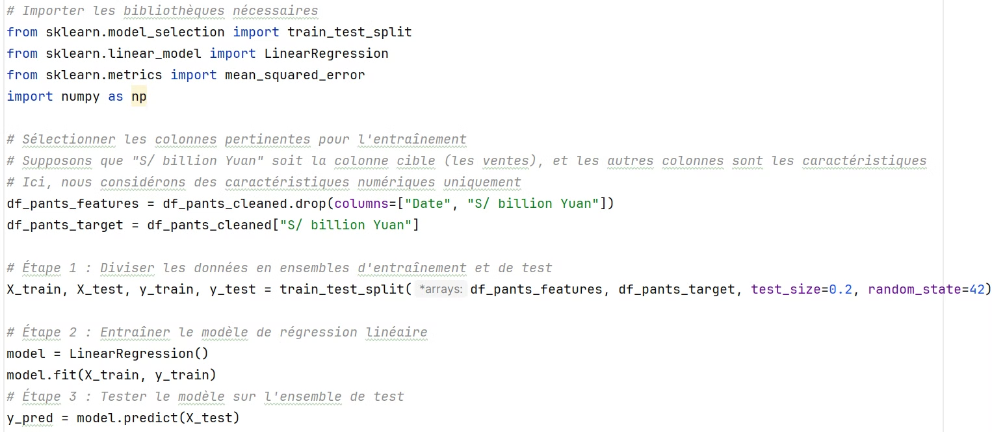 # Importer les bibliothèques nécessaires
from sklearn.model_selection import train_test_split
from sklearn.linear_model import LinearRegression
from sklearn.metrics import mean_squared_error
import numpy as np
# Sélectionner les colonnes pertinentes pour l'entraînement
# Supposons que "S/ billion Yuan" soit la colonne cible (les ventes), et les autres colonnes sont les caractéristiques
# Ici, nous considérons des caractéristiques numériques uniquement
df_pants_features = df_pants_cleaned.drop(columns=["Date", "S/ billion Yuan"])
df_pants_target = df_pants_cleaned["S/ billion Yuan"]
# Étape 1 : Diviser les données en ensembles d'entraînement et de test
X_train, X_test, y_train, y_test = train_test_split( *arrays: df_pants_features, df_pants_target, test_size=0.2, random_state=42)
# Étape 2 : Entraîner le modèle de régression linéaire
model = LinearRegression()
model.fit(X_train, y_train)
# Étape 3 : Tester le modèle sur l'ensemble de test
y_pred = model.predict(X_test)